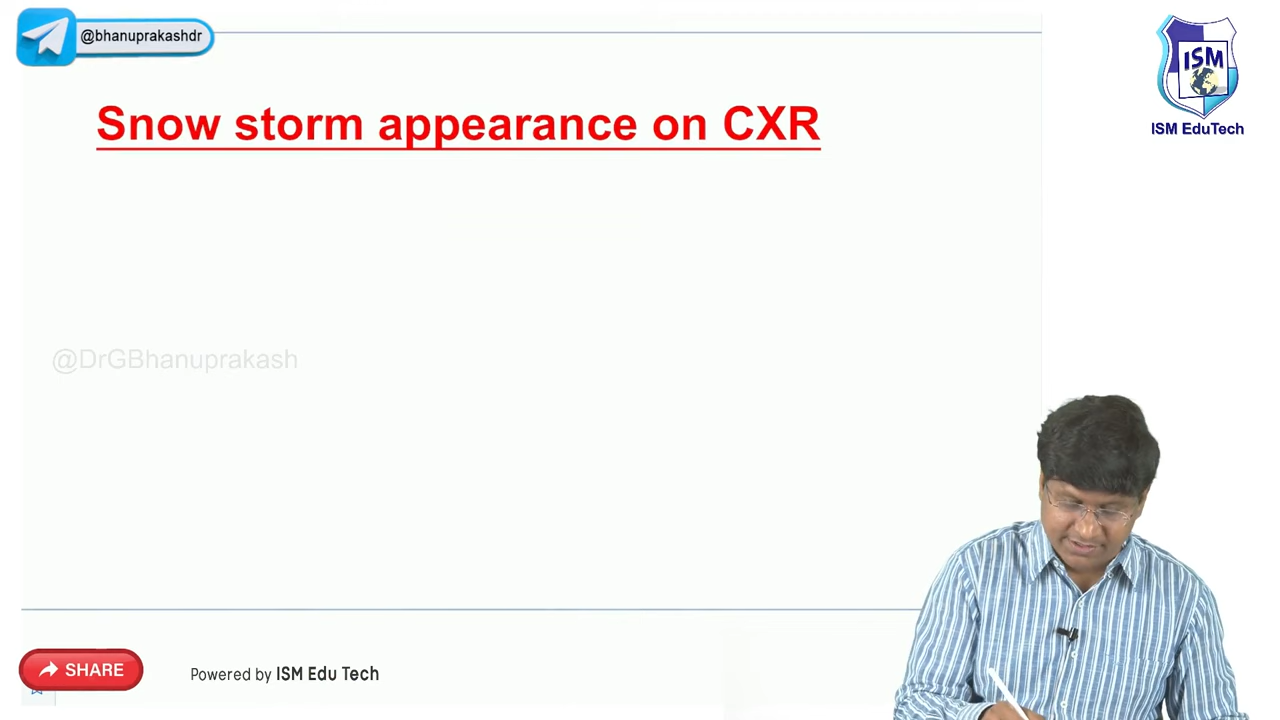 @bhanuprakashdr
ISM
ISM EduTech
Snow storm appearance on CXR
@DrGBhanuprakash
SHARE
Powered by ISM Edu Tech